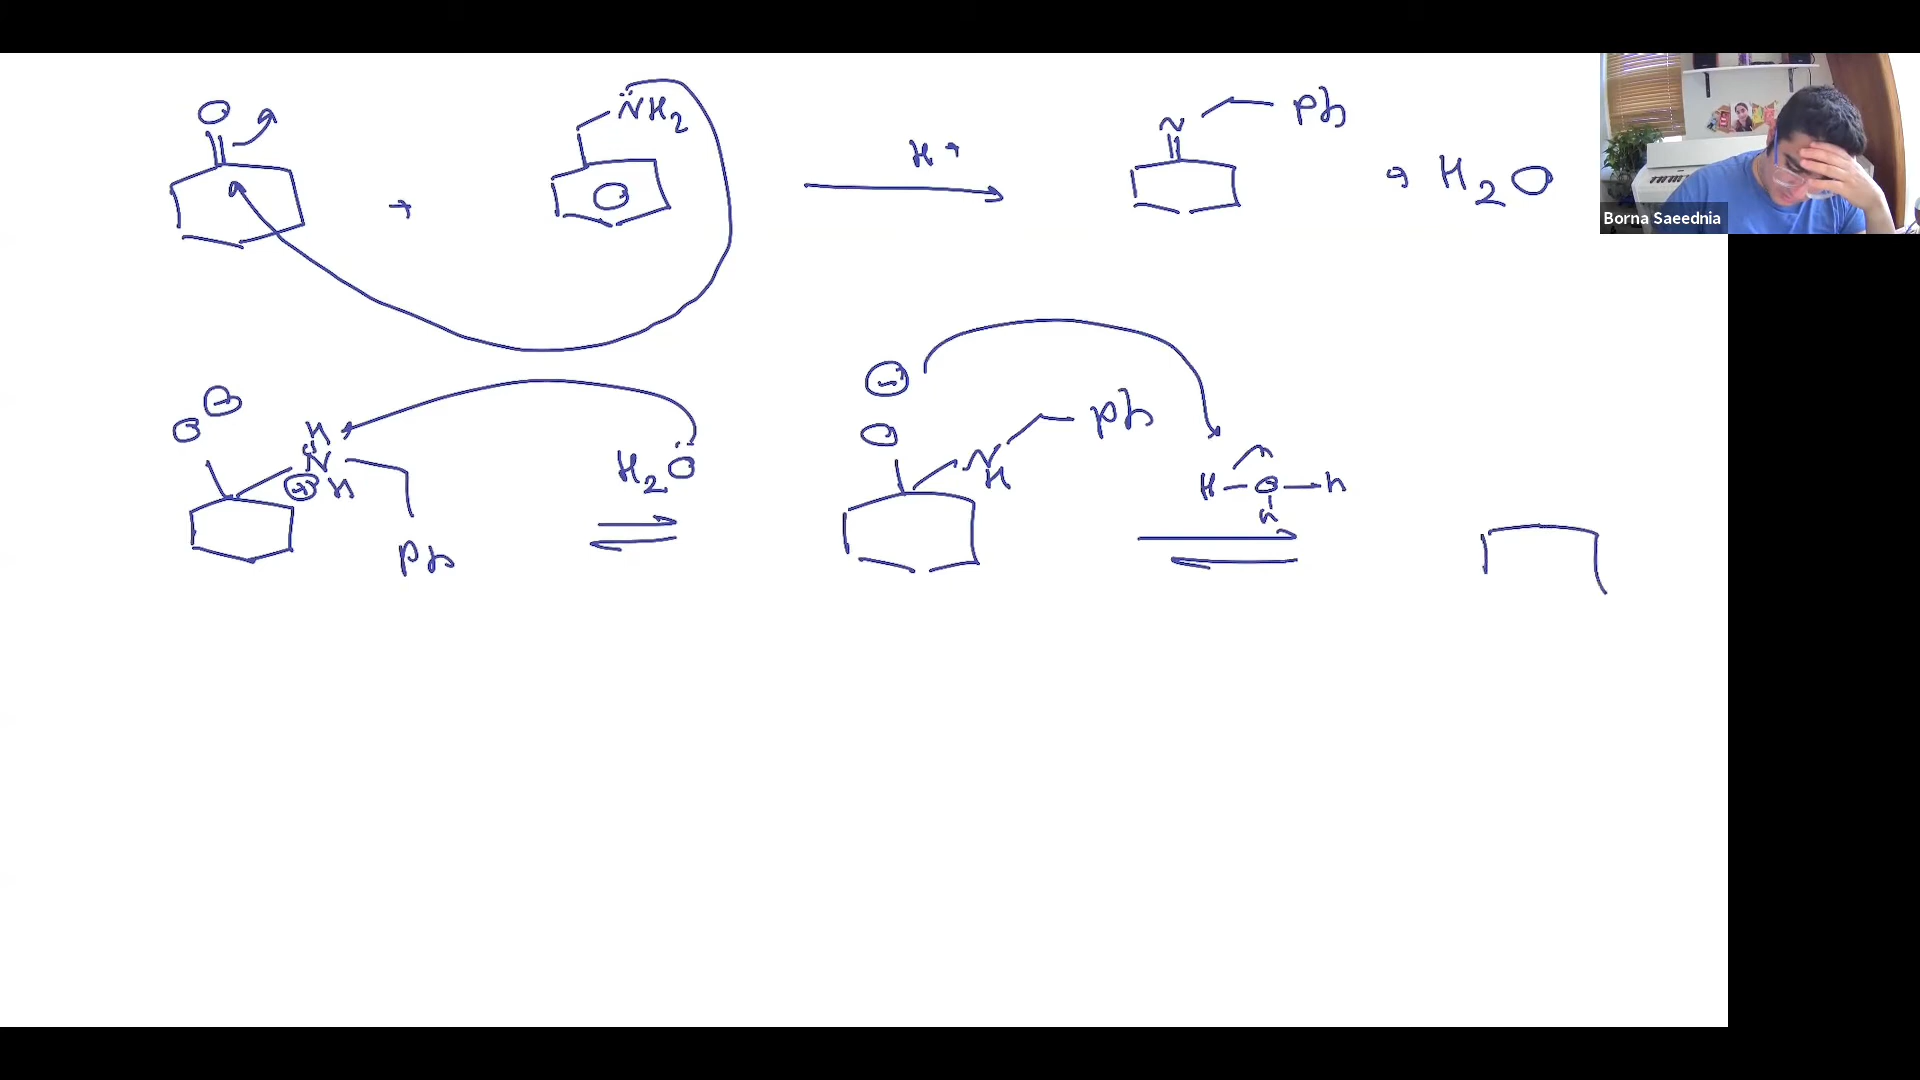 O + NH2 O H+ N Ph + H2O
Borna Saeednia
O⊖ H N ⊕ H Ph H2O ⊖ O N H Ph H–O–H H